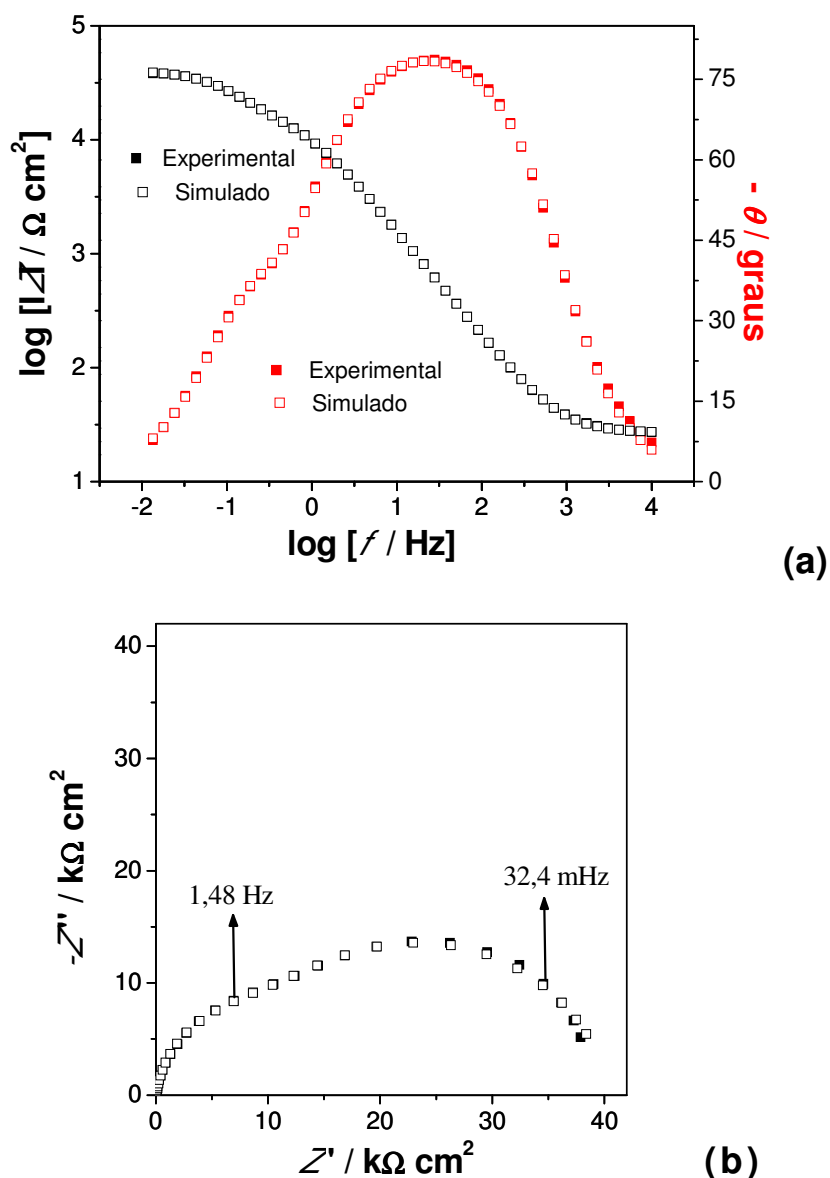 5
4
3
2
1
log [IZI / Ω cm²]
Experimental
Simulado
Experimental
Simulado
75
60
45
30
15
0
- θ / graus
-2 -1 0 1 2 3 4
log [f / Hz]
(a)
40
30
20
10
0
-Z'' / kΩ cm²
1,48 Hz
32,4 mHz
0 10 20 30 40
Z' / kΩ cm²
(b)